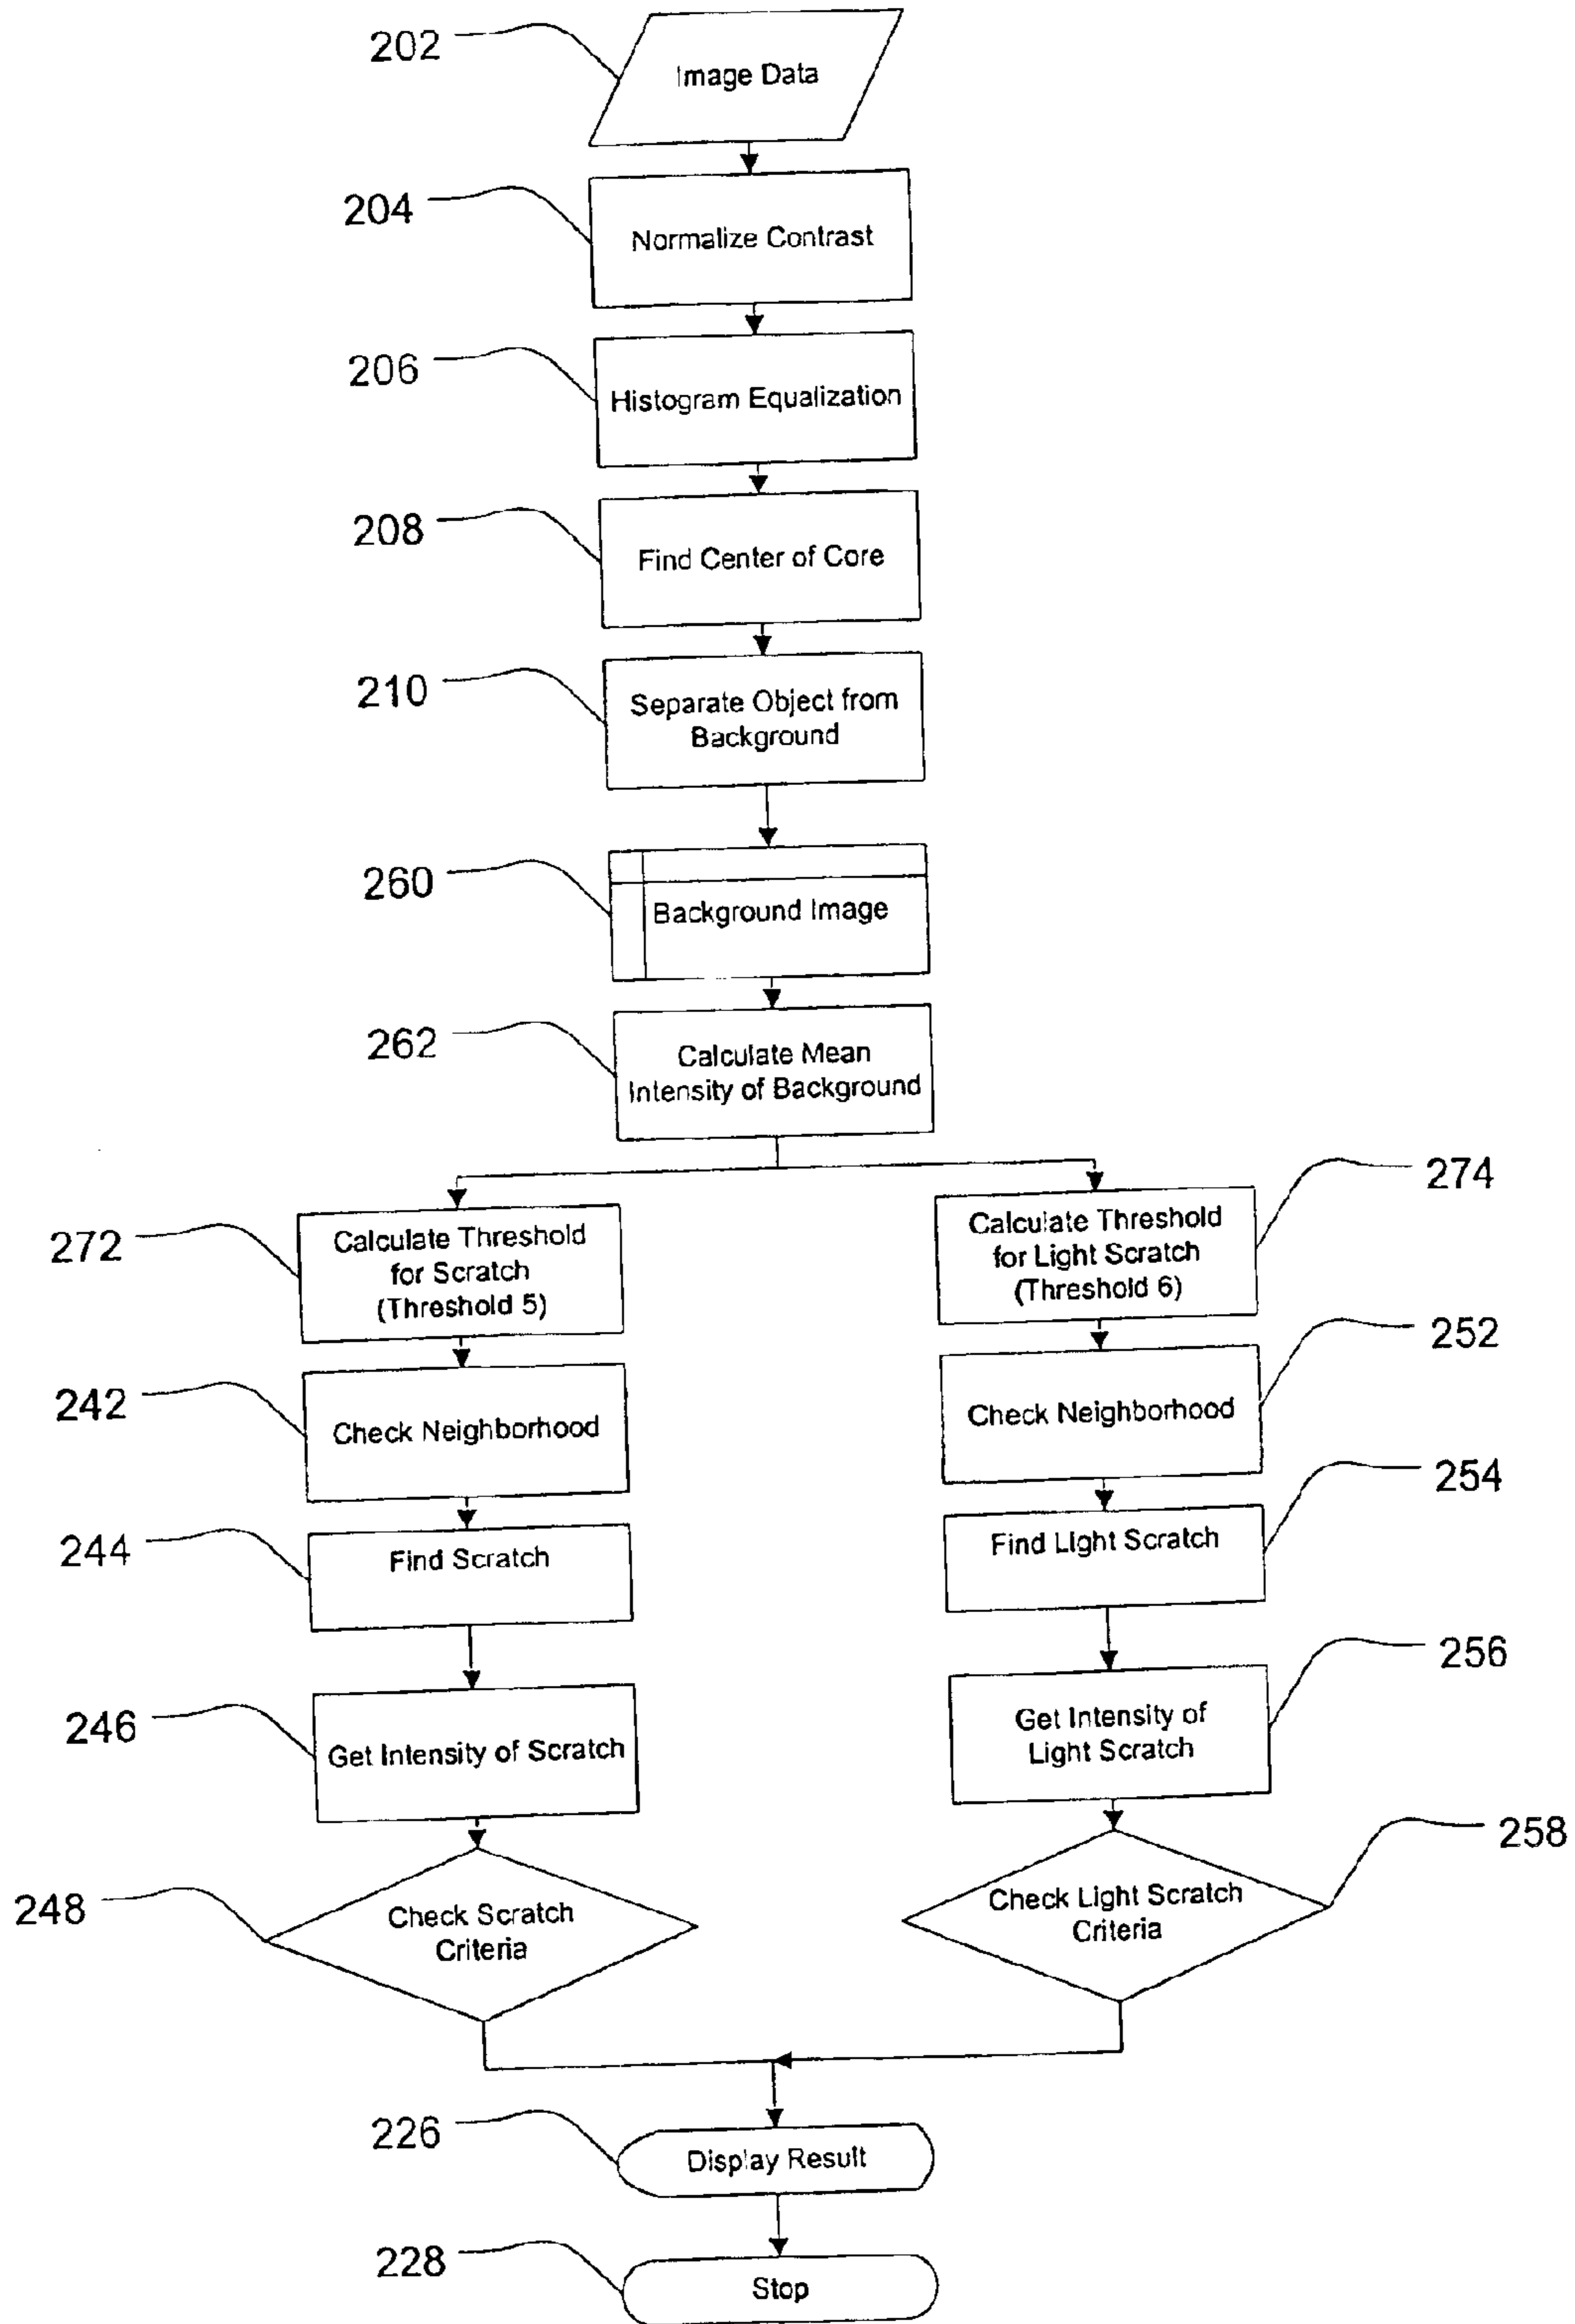 202
Image Data
204
Normalize Contrast
206
Histogram Equalization
208
Find Center of Core
210
Separate Object from
Background
260
Background Image
262
Calculate Mean
Intensity of Background
272
Calculate Threshold
for Scratch
(Threshold 5)
274
Calculate Threshold
for Light Scratch
(Threshold 6)
242
Check Neighborhood
252
Check Neighborhood
244
Find Scratch
254
Find Light Scratch
246
Get Intensity of Scratch
256
Get Intensity of
Light Scratch
248
Check Scratch
Criteria
258
Check Light Scratch
Criteria
226
Display Result
228
Stop